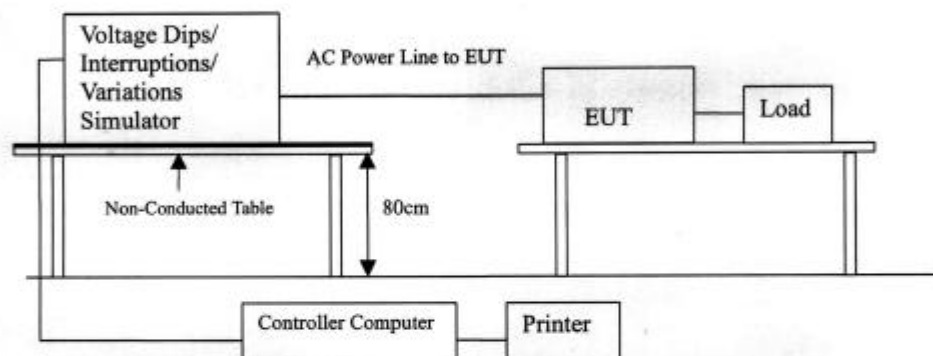 Voltage Dips/
Interruptions/
Variations
Simulator
AC Power Line to EUT
EUT
Load
Non-Conducted Table
80cm
Controller Computer
Printer